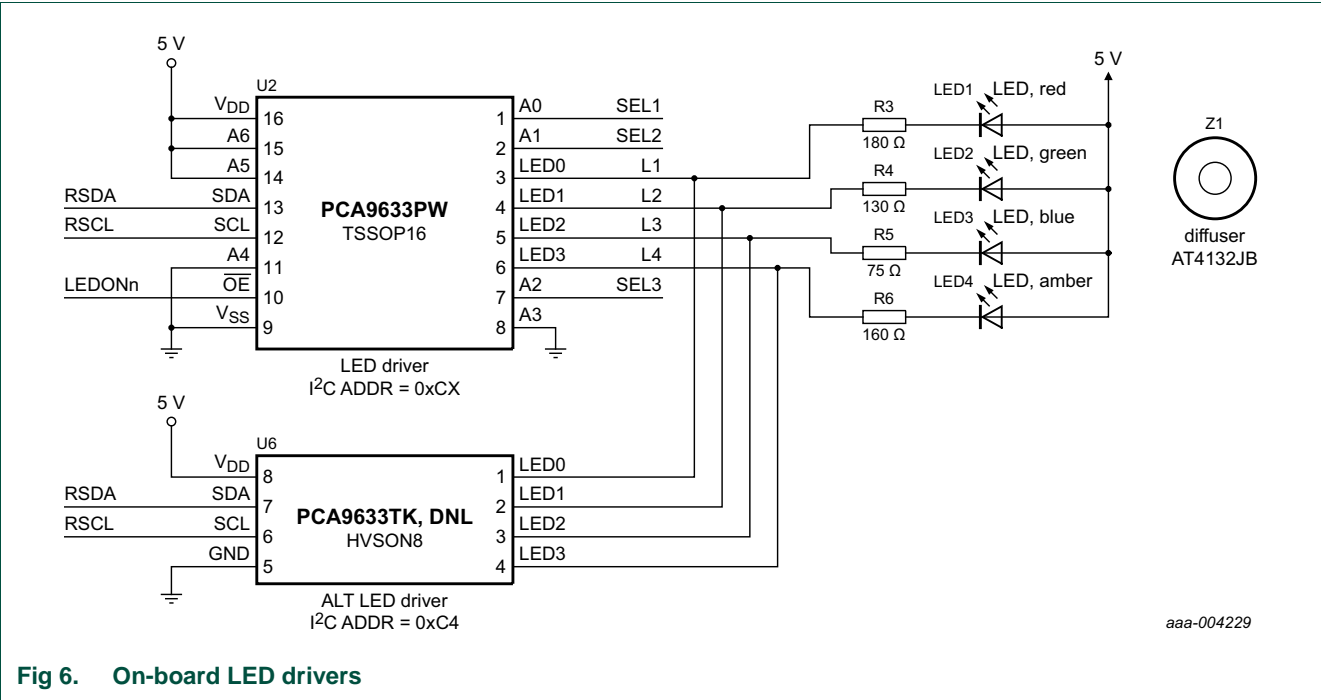 5 V
U2
VDD 16
A6 15
A5 14
RSDA SDA 13
RSCL SCL 12
A4 11
LEDONn OE 10
VSS 9
PCA9633PW
TSSOP16
1 A0 SEL1
2 A1 SEL2
3 LED0 L1
4 LED1 L2
5 LED2 L3
6 LED3 L4
7 A2 SEL3
8 A3
LED driver
I2C ADDR = 0xCX
5 V
LED1 LED, red
R3
180 Ω
LED2 LED, green
R4
130 Ω
LED3 LED, blue
R5
75 Ω
LED4 LED, amber
R6
160 Ω
Z1
diffuser
AT4132JB
5 V
U6
VDD 8
RSDA SDA 7
RSCL SCL 6
GND 5
PCA9633TK, DNL
HVSON8
1 LED0
2 LED1
3 LED2
4 LED3
ALT LED driver
I2C ADDR = 0xC4
aaa-004229
Fig 6. On-board LED drivers